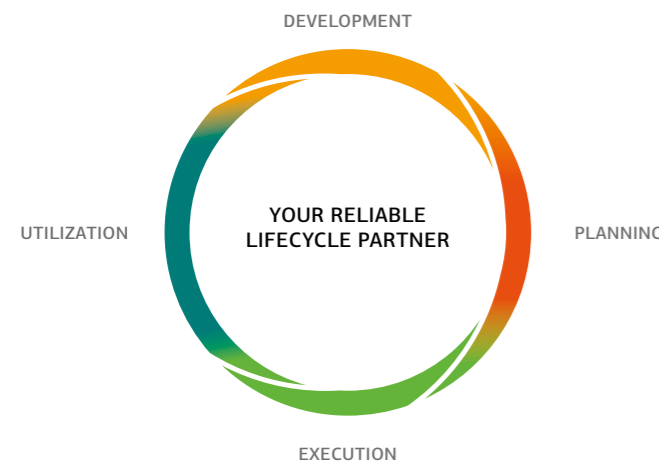 DEVELOPMENT
YOUR RELIABLE
LIFECYCLE PARTNER
UTILIZATION
PLANNING
EXECUTION